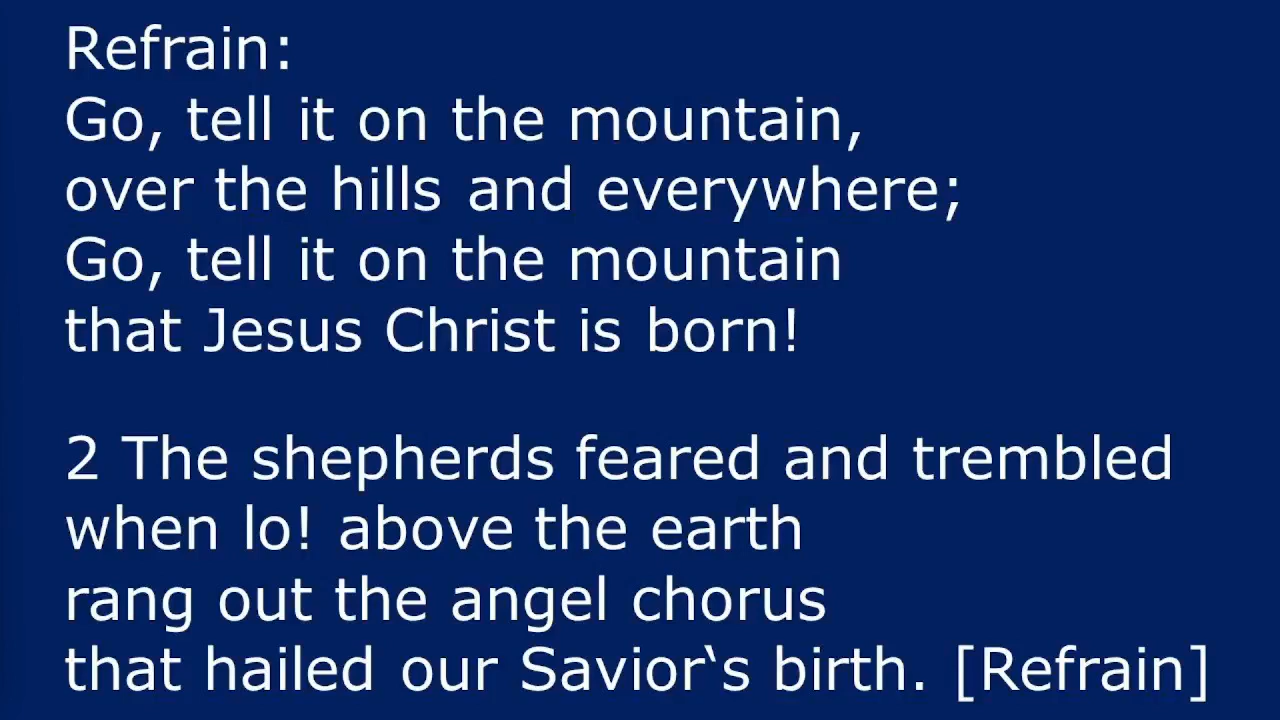 Refrain:
Go, tell it on the mountain,
over the hills and everywhere;
Go, tell it on the mountain
that Jesus Christ is born!
2 The shepherds feared and trembled
when lo! above the earth
rang out the angel chorus
that hailed our Savior‛s birth. [Refrain]